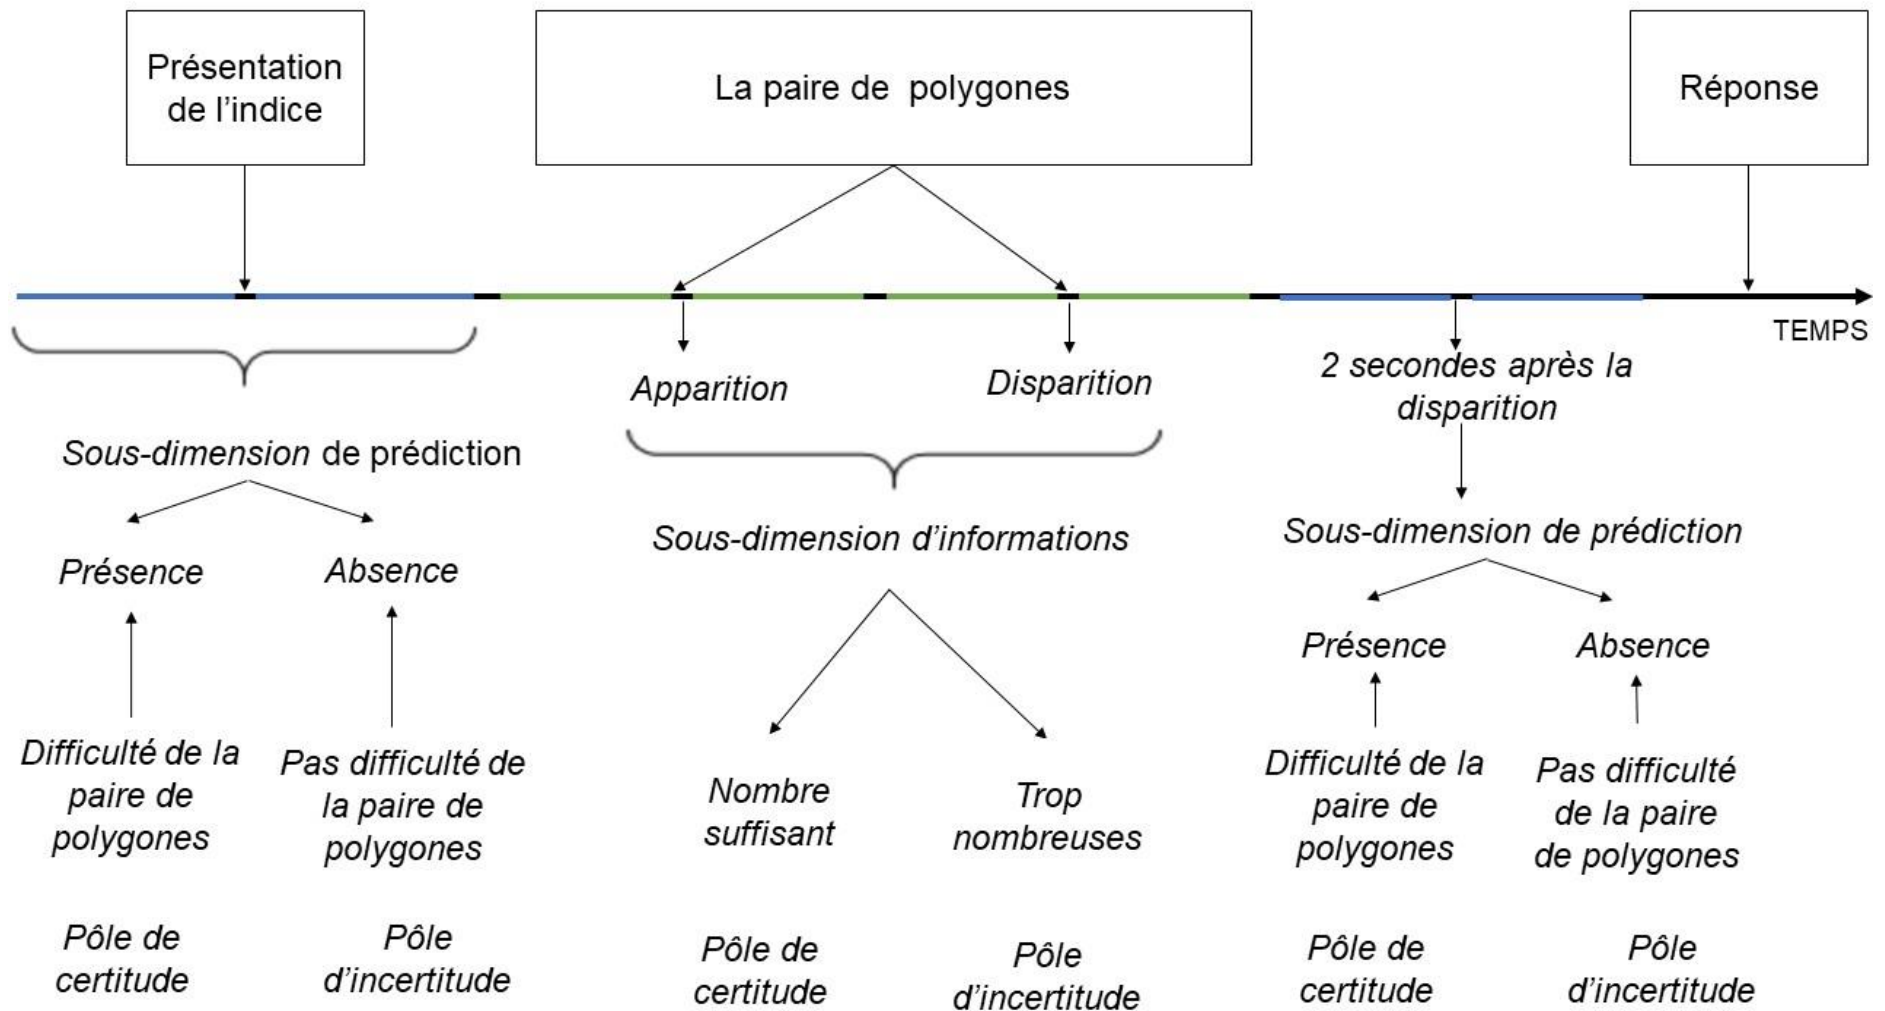 Présentation
de l’indice
La paire de polygones
Réponse
TEMPS
Apparition
Disparition
2 secondes après la
disparition
Sous-dimension de prédiction
Présence
Absence
Difficulté de la
paire de
polygones
Pas difficulté de
la paire de
polygones
Pôle de
certitude
Pôle
d’incertitude
Sous-dimension d’informations
Nombre
suffisant
Trop
nombreuses
Pôle de
certitude
Pôle
d’incertitude
Sous-dimension de prédiction
Présence
Absence
Difficulté de la
paire de
polygones
Pas difficulté
de la paire
de polygones
Pôle de
certitude
Pôle
d’incertitude